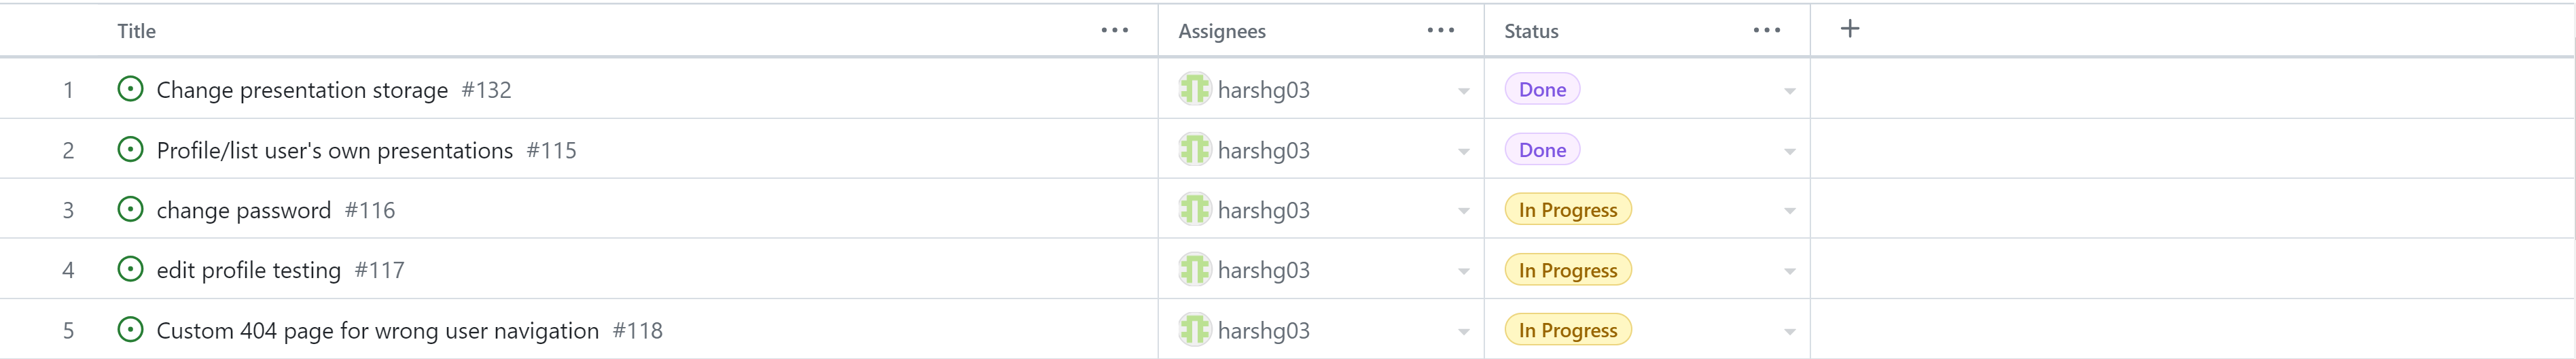 Title ... Assignees ... Status ... +
1 Change presentation storage #132 harshg03 Done
2 Profile/list user's own presentations #115 harshg03 Done
3 change password #116 harshg03 In Progress
4 edit profile testing #117 harshg03 In Progress
5 Custom 404 page for wrong user navigation #118 harshg03 In Progress